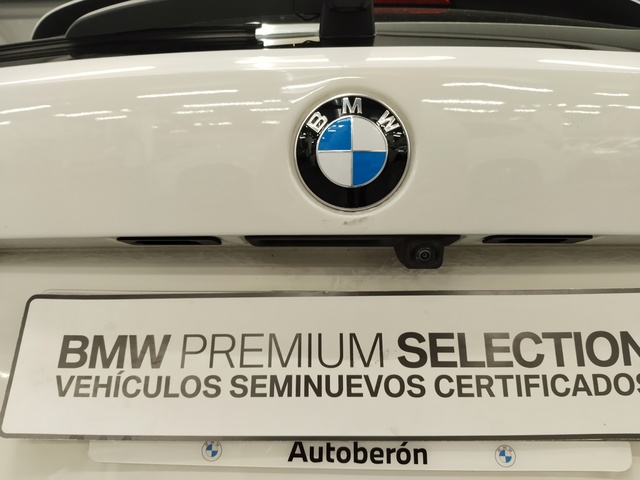 BMW
BMW PREMIUM SELECTION
VEHÍCULOS SEMINUEVOS CERTIFICADOS
Autoberón